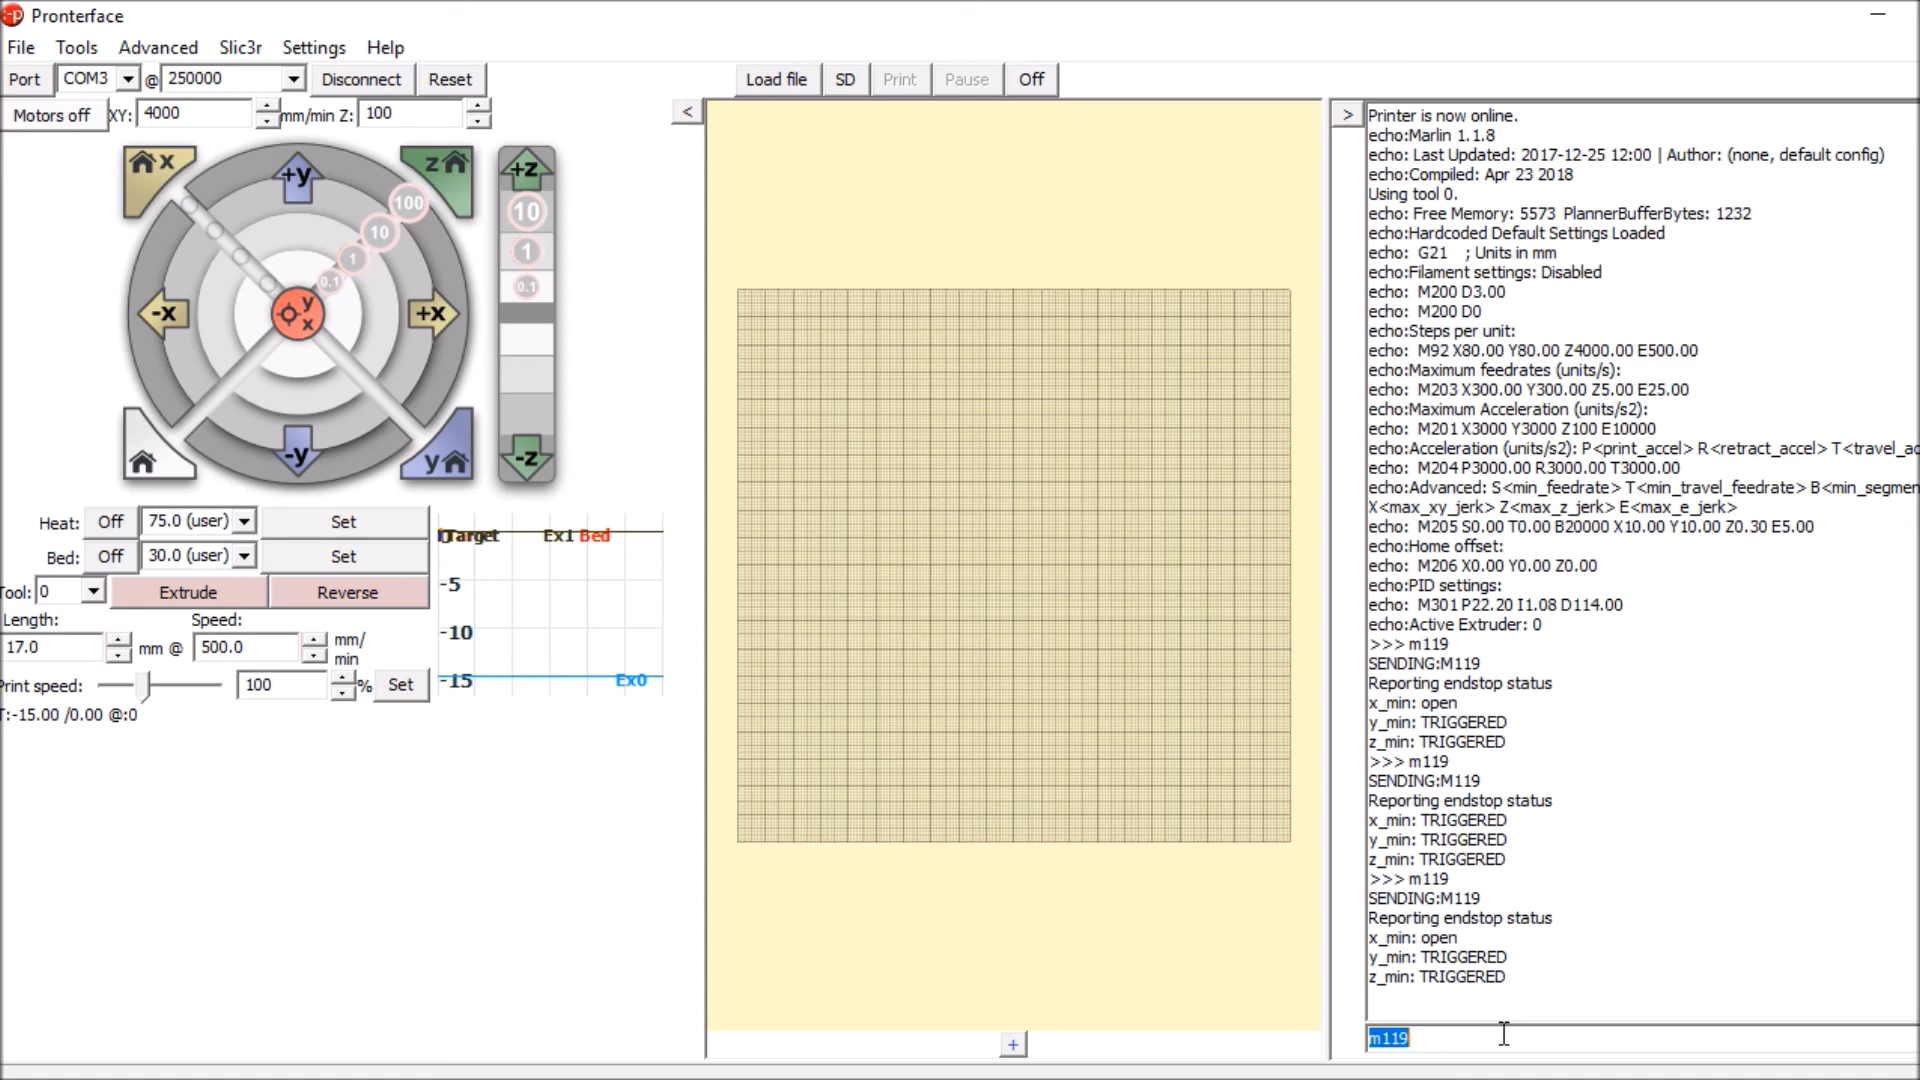 Pronterface
File Tools Advanced Slic3r Settings Help
Port COM3 @ 250000 Disconnect Reset Load file SD Print Pause Off
Motors off XY: 4000 mm/min Z: 100 < >
x z +y +z
100 10 1 0.1
10 1 0.1
-x y x +x
-y y -z
Heat: Off 75.0 (user) Set
Bed: Off 30.0 (user) Set
Tool: 0 Extrude Reverse
Length: Speed:
17.0 mm @ 500.0 mm/
min
Print speed: 100 % Set
T:-15.00 /0.00 @:0
Target Ex1 Bed
-5
-10
-15 Ex0
+
Printer is now online.
echo:Marlin 1.1.8
echo: Last Updated: 2017-12-25 12:00 | Author: (none, default config)
echo:Compiled: Apr 23 2018
Using tool 0.
echo: Free Memory: 5573 PlannerBufferBytes: 1232
echo:Hardcoded Default Settings Loaded
echo: G21 ; Units in mm
echo:Filament settings: Disabled
echo: M200 D3.00
echo: M200 D0
echo:Steps per unit:
echo: M92 X80.00 Y80.00 Z4000.00 E500.00
echo:Maximum feedrates (units/s):
echo: M203 X300.00 Y300.00 Z5.00 E25.00
echo:Maximum Acceleration (units/s2):
echo: M201 X3000 Y3000 Z100 E10000
echo:Acceleration (units/s2): P<print_accel> R<retract_accel> T<travel_ac
echo: M204 P3000.00 R3000.00 T3000.00
echo:Advanced: S<min_feedrate> T<min_travel_feedrate> B<min_segmen
X<max_xy_jerk> Z<max_z_jerk> E<max_e_jerk>
echo: M205 S0.00 T0.00 B20000 X10.00 Y10.00 Z0.30 E5.00
echo:Home offset:
echo: M206 X0.00 Y0.00 Z0.00
echo:PID settings:
echo: M301 P22.20 I1.08 D114.00
echo:Active Extruder: 0
>>> m119
SENDING:M119
Reporting endstop status
x_min: open
y_min: TRIGGERED
z_min: TRIGGERED
>>> m119
SENDING:M119
Reporting endstop status
x_min: TRIGGERED
y_min: TRIGGERED
z_min: TRIGGERED
>>> m119
SENDING:M119
Reporting endstop status
x_min: open
y_min: TRIGGERED
z_min: TRIGGERED
m119